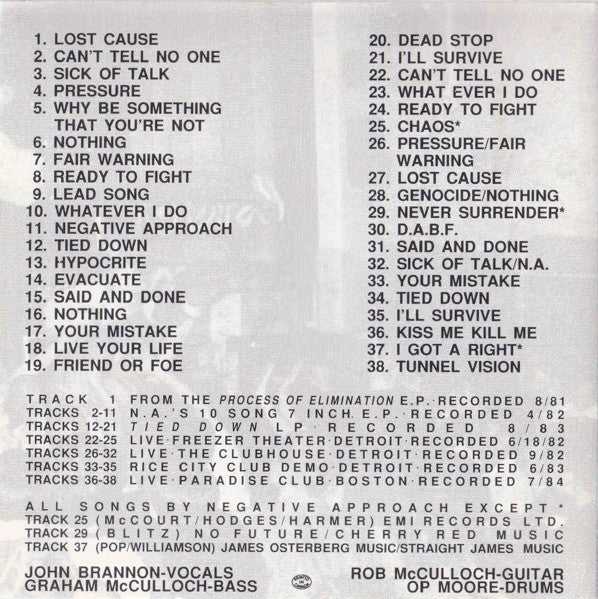 1. LOST CAUSE
2. CAN'T TELL NO ONE
3. SICK OF TALK
4. PRESSURE
5. WHY BE SOMETHING
THAT YOU'RE NOT
6. NOTHING
7. FAIR WARNING
8. READY TO FIGHT
9. LEAD SONG
10. WHATEVER I DO
11. NEGATIVE APPROACH
12. TIED DOWN
13. HYPOCRITE
14. EVACUATE
15. SAID AND DONE
16. NOTHING
17. YOUR MISTAKE
18. LIVE YOUR LIFE
19. FRIEND OR FOE
20. DEAD STOP
21. I'LL SURVIVE
22. CAN'T TELL NO ONE
23. WHAT EVER I DO
24. READY TO FIGHT
25. CHAOS*
26. PRESSURE/FAIR
WARNING
27. LOST CAUSE
28. GENOCIDE/NOTHING
29. NEVER SURRENDER*
30. D.A.B.F.
31. SAID AND DONE
32. SICK OF TALK/N.A.
33. YOUR MISTAKE
34. TIED DOWN
35. I'LL SURVIVE
36. KISS ME KILL ME
37. I GOT A RIGHT*
38. TUNNEL VISION
TRACK 1 FROM THE PROCESS OF ELIMINATION E.P.·RECORDED 8/81
TRACKS 2-11 N.A.'S 10 SONG 7 INCH E.P.·RECORDED 4/82
TRACKS 12-21 TIED DOWN LP·RECORDED 8/83
TRACKS 22-25 LIVE·FREEZER THEATER·DETROIT·RECORDED 6/18/82
TRACKS 26-32 LIVE·THE CLUBHOUSE·DETROIT·RECORDED 9/82
TRACKS 33-35 RICE CITY CLUB DEMO·DETROIT·RECORDED 6/83
TRACKS 36-38 LIVE·PARADISE CLUB·BOSTON·RECORDED 7/84
ALL SONGS BY NEGATIVE APPROACH EXCEPT *
TRACK 25 (McCOURT/HODGES/HARMER) EMI RECORDS LTD.
TRACK 29 (BLITZ) NO FUTURE/CHERRY RED MUSIC
TRACK 37 (POP/WILLIAMSON) JAMES OSTERBERG MUSIC/STRAIGHT JAMES MUSIC
JOHN BRANNON-VOCALS
GRAHAM McCULLOCH-BASS
ROB McCULLOCH-GUITAR
OP MOORE-DRUMS